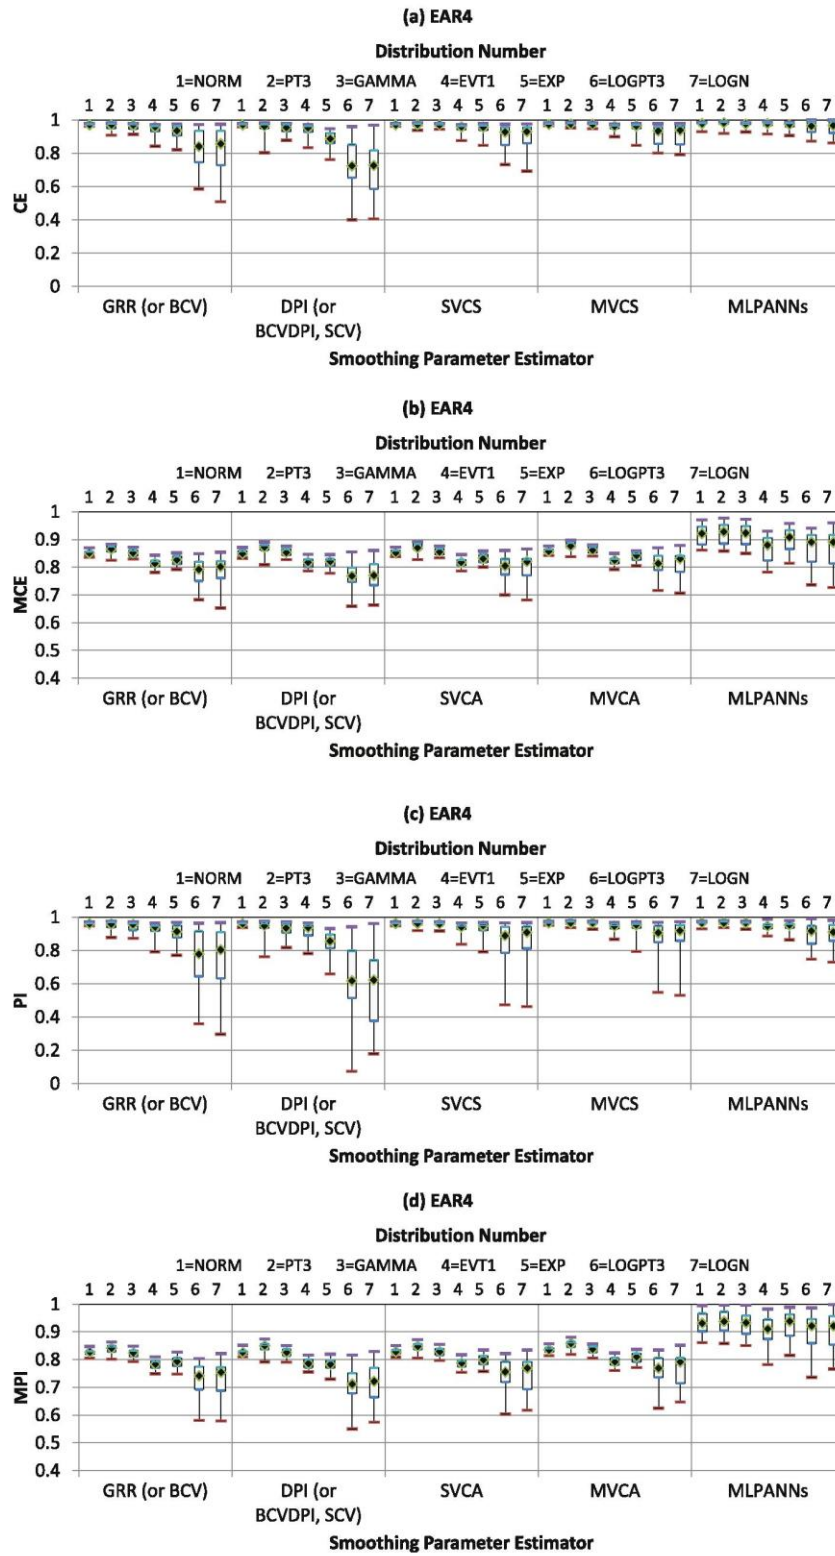 (a) EAR4
Distribution Number
1=NORM 2=PT3 3=GAMMA 4=EVT1 5=EXP 6=LOGPT3 7=LOGN
1 2 3 4 5 6 7 1 2 3 4 5 6 7 1 2 3 4 5 6 7 1 2 3 4 5 6 7 1 2 3 4 5 6 7
1
0.8
0.6
0.4
0.2
0
CE
GRR (or BCV) DPI (or BCVDPI, SCV) SVCS MVCS MLPANNs
Smoothing Parameter Estimator
(b) EAR4
Distribution Number
1=NORM 2=PT3 3=GAMMA 4=EVT1 5=EXP 6=LOGPT3 7=LOGN
1 2 3 4 5 6 7 1 2 3 4 5 6 7 1 2 3 4 5 6 7 1 2 3 4 5 6 7 1 2 3 4 5 6 7
1
0.9
0.8
0.7
0.6
0.5
0.4
MCE
GRR (or BCV) DPI (or BCVDPI, SCV) SVCA MVCA MLPANNs
Smoothing Parameter Estimator
(c) EAR4
Distribution Number
1=NORM 2=PT3 3=GAMMA 4=EVT1 5=EXP 6=LOGPT3 7=LOGN
1 2 3 4 5 6 7 1 2 3 4 5 6 7 1 2 3 4 5 6 7 1 2 3 4 5 6 7 1 2 3 4 5 6 7
1
0.8
0.6
0.4
0.2
0
PI
GRR (or BCV) DPI (or BCVDPI, SCV) SVCS MVCS MLPANNs
Smoothing Parameter Estimator
(d) EAR4
Distribution Number
1=NORM 2=PT3 3=GAMMA 4=EVT1 5=EXP 6=LOGPT3 7=LOGN
1 2 3 4 5 6 7 1 2 3 4 5 6 7 1 2 3 4 5 6 7 1 2 3 4 5 6 7 1 2 3 4 5 6 7
1
0.9
0.8
0.7
0.6
0.5
0.4
MPI
GRR (or BCV) DPI (or BCVDPI, SCV) SVCA MVCA MLPANNs
Smoothing Parameter Estimator